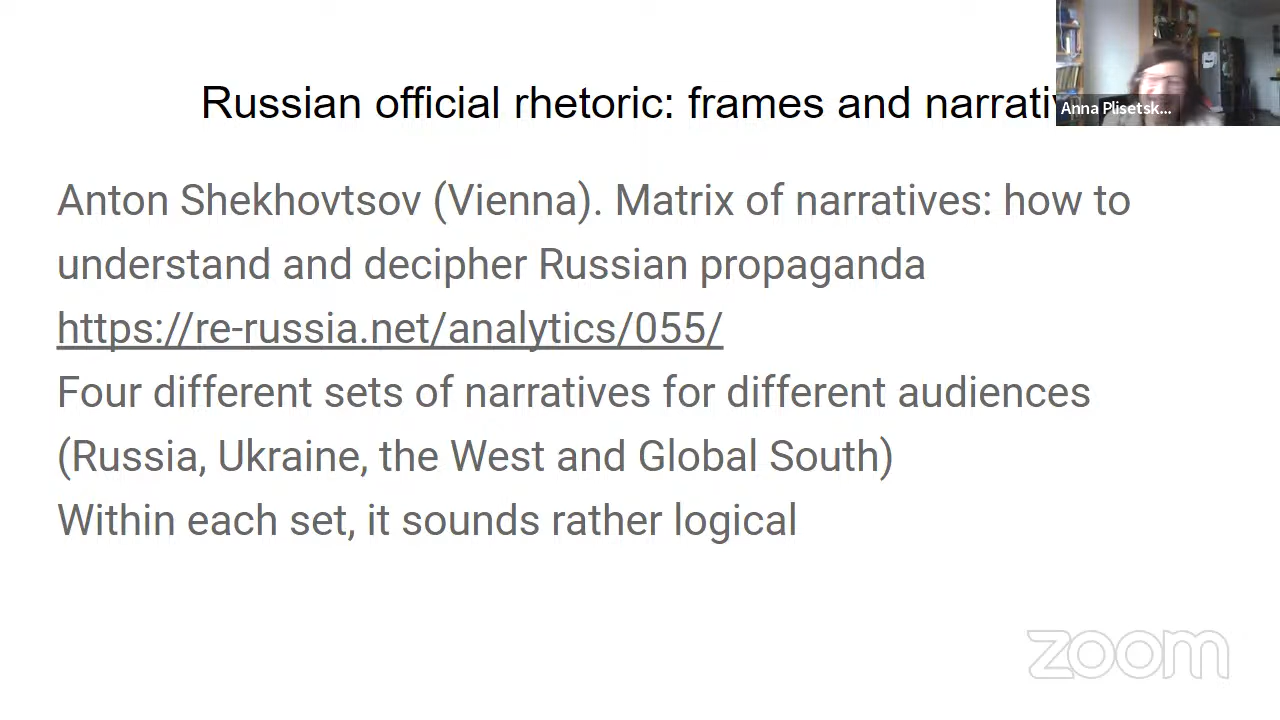 Russian official rhetoric: frames and narrati
Anna Plisetsk...
Anton Shekhovtsov (Vienna). Matrix of narratives: how to
understand and decipher Russian propaganda
https://re-russia.net/analytics/055/
Four different sets of narratives for different audiences
(Russia, Ukraine, the West and Global South)
Within each set, it sounds rather logical
zoom